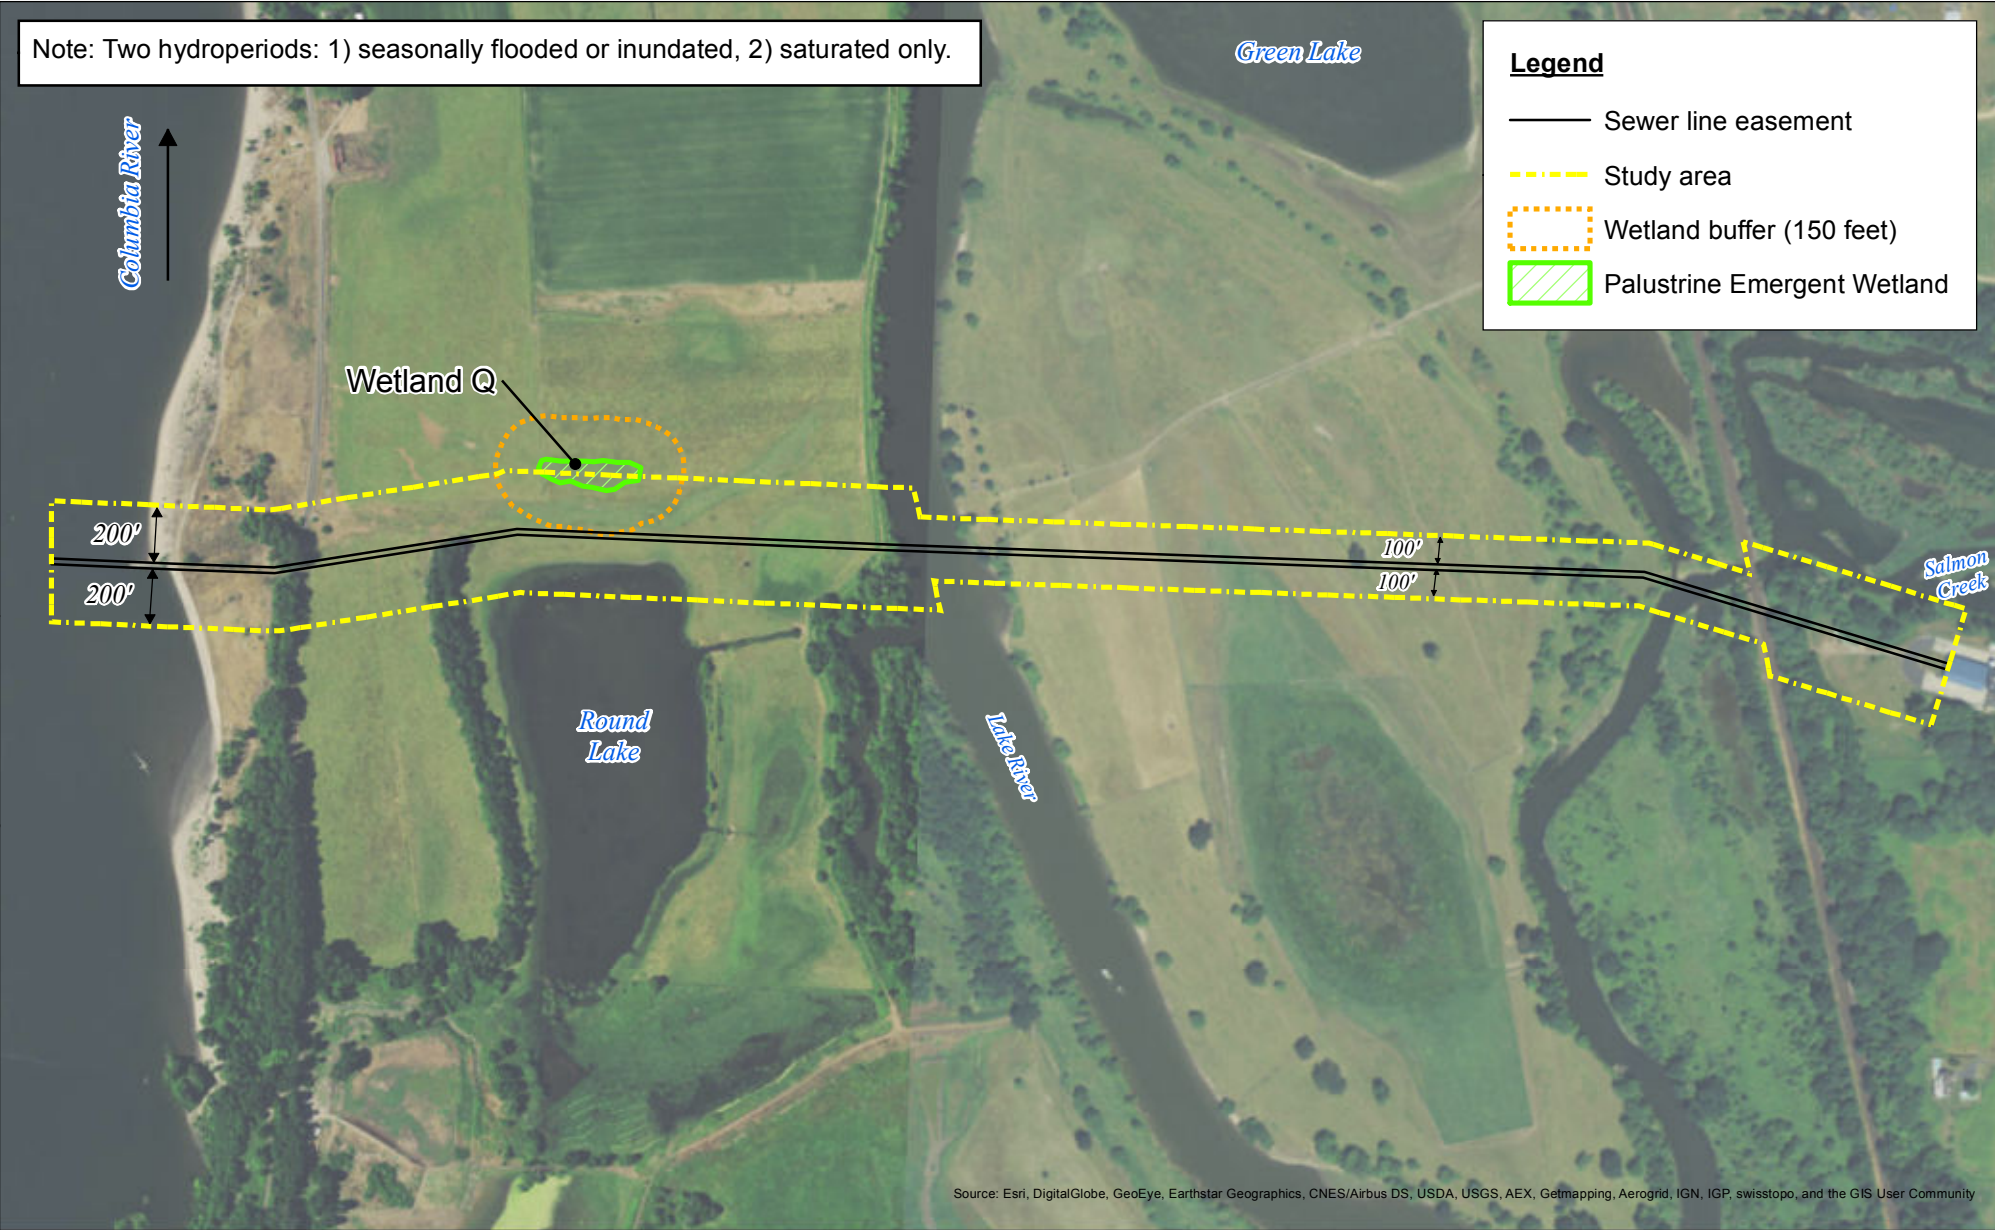 Note: Two hydroperiods: 1) seasonally flooded or inundated, 2) saturated only.
Green Lake
Legend
Sewer line easement
Study area
Wetland buffer (150 feet)
Palustrine Emergent Wetland
Columbia River
Wetland Q
200'
200'
100'
100'
Salmon
Creek
Round
Lake
Lake River
Source: Esri, DigitalGlobe, GeoEye, Earthstar Geographics, CNES/Airbus DS, USDA, USGS, AEX, Getmapping, Aerogrid, IGN, IGP, swisstopo, and the GIS User Community